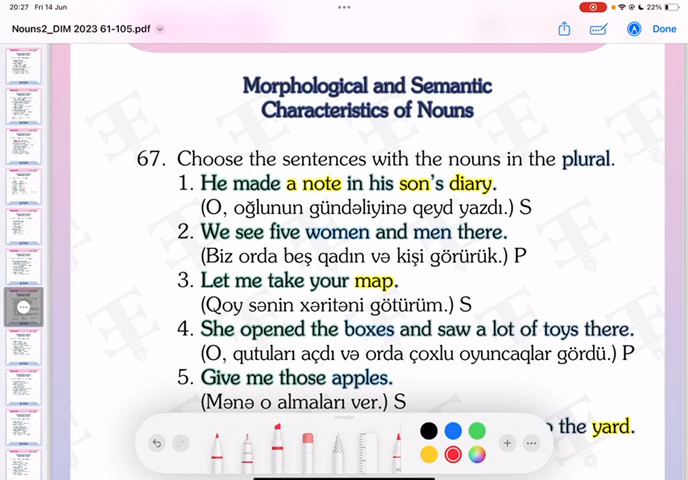 20:27 Fri 14 Jun
22%
Nouns2_DIM 2023 61-105.pdf
Done
Morphological and Semantic
Characteristics of Nouns
67. Choose the sentences with the nouns in the plural.
1. He made a note in his son's diary.
(O, oğlunun gündəliyinə qeyd yazdı.) S
2. We see five women and men there.
(Biz orda beş qadın və kişi görürük.) P
3. Let me take your map.
(Qoy sənin xəritəni götürüm.) S
4. She opened the boxes and saw a lot of toys there.
(O, qutuları açdı və orda çoxlu oyuncaqlar gördü.) P
5. Give me those apples.
(Mənə o almaları ver.) S
the yard.